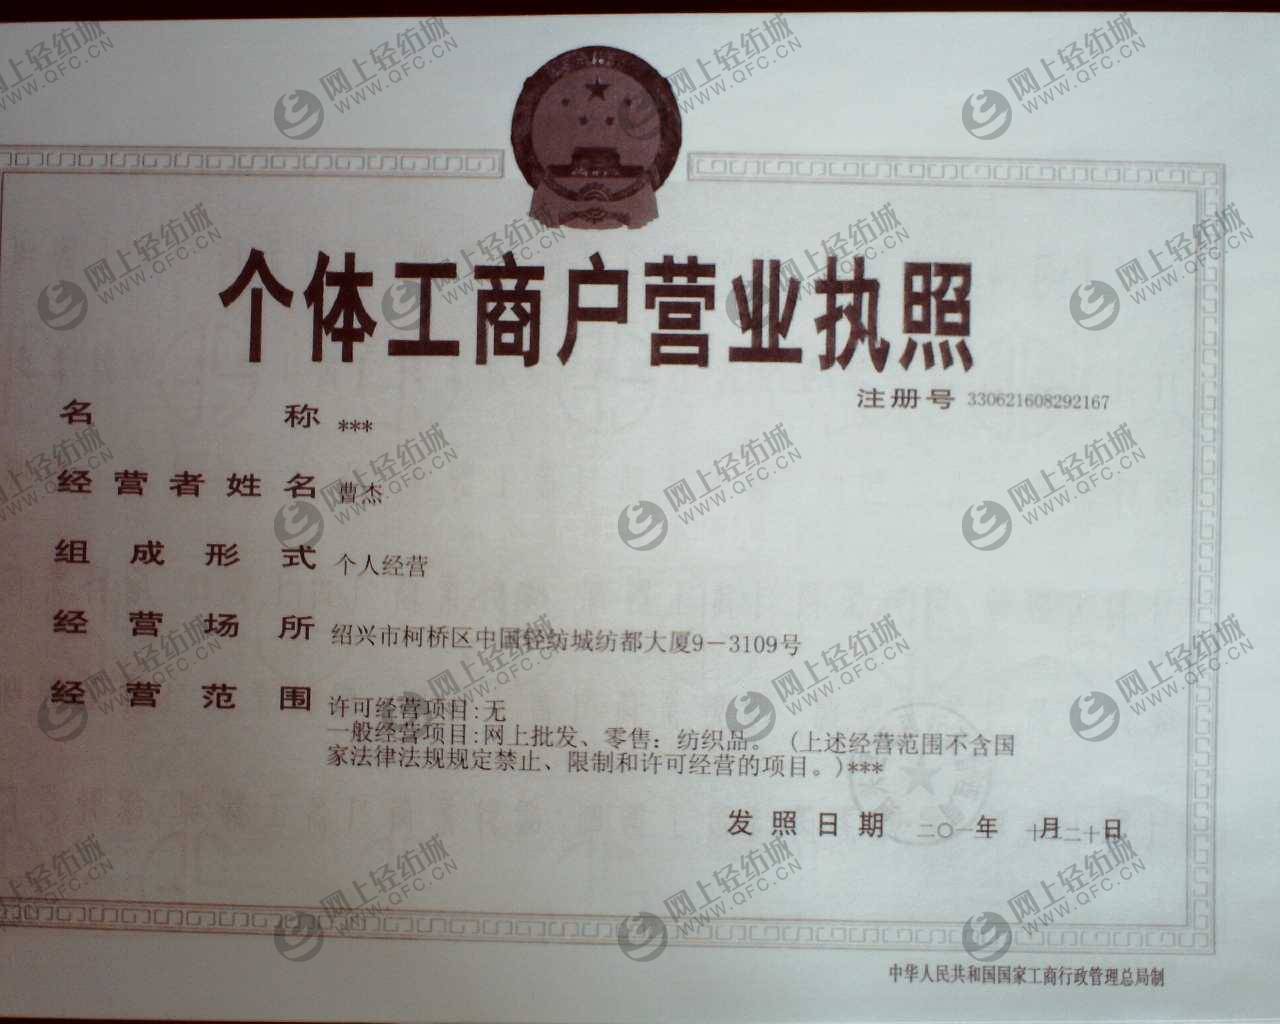 个体工商户营业执照
注册号 330621608292167
名称 ***
经营者姓名 曹杰
组成形式 个人经营
经营场所 绍兴市柯桥区中国轻纺城纺都大厦9-3109号
经营范围 许可经营项目:无
一般经营项目:网上批发、零售：纺织品。（上述经营范围不含国
家法律法规规定禁止、限制和许可经营的项目。)***
发照日期 二〇一 年 十 月 二十 日
中华人民共和国国家工商行政管理总局制
网上轻纺城
WWW.QFC.CN